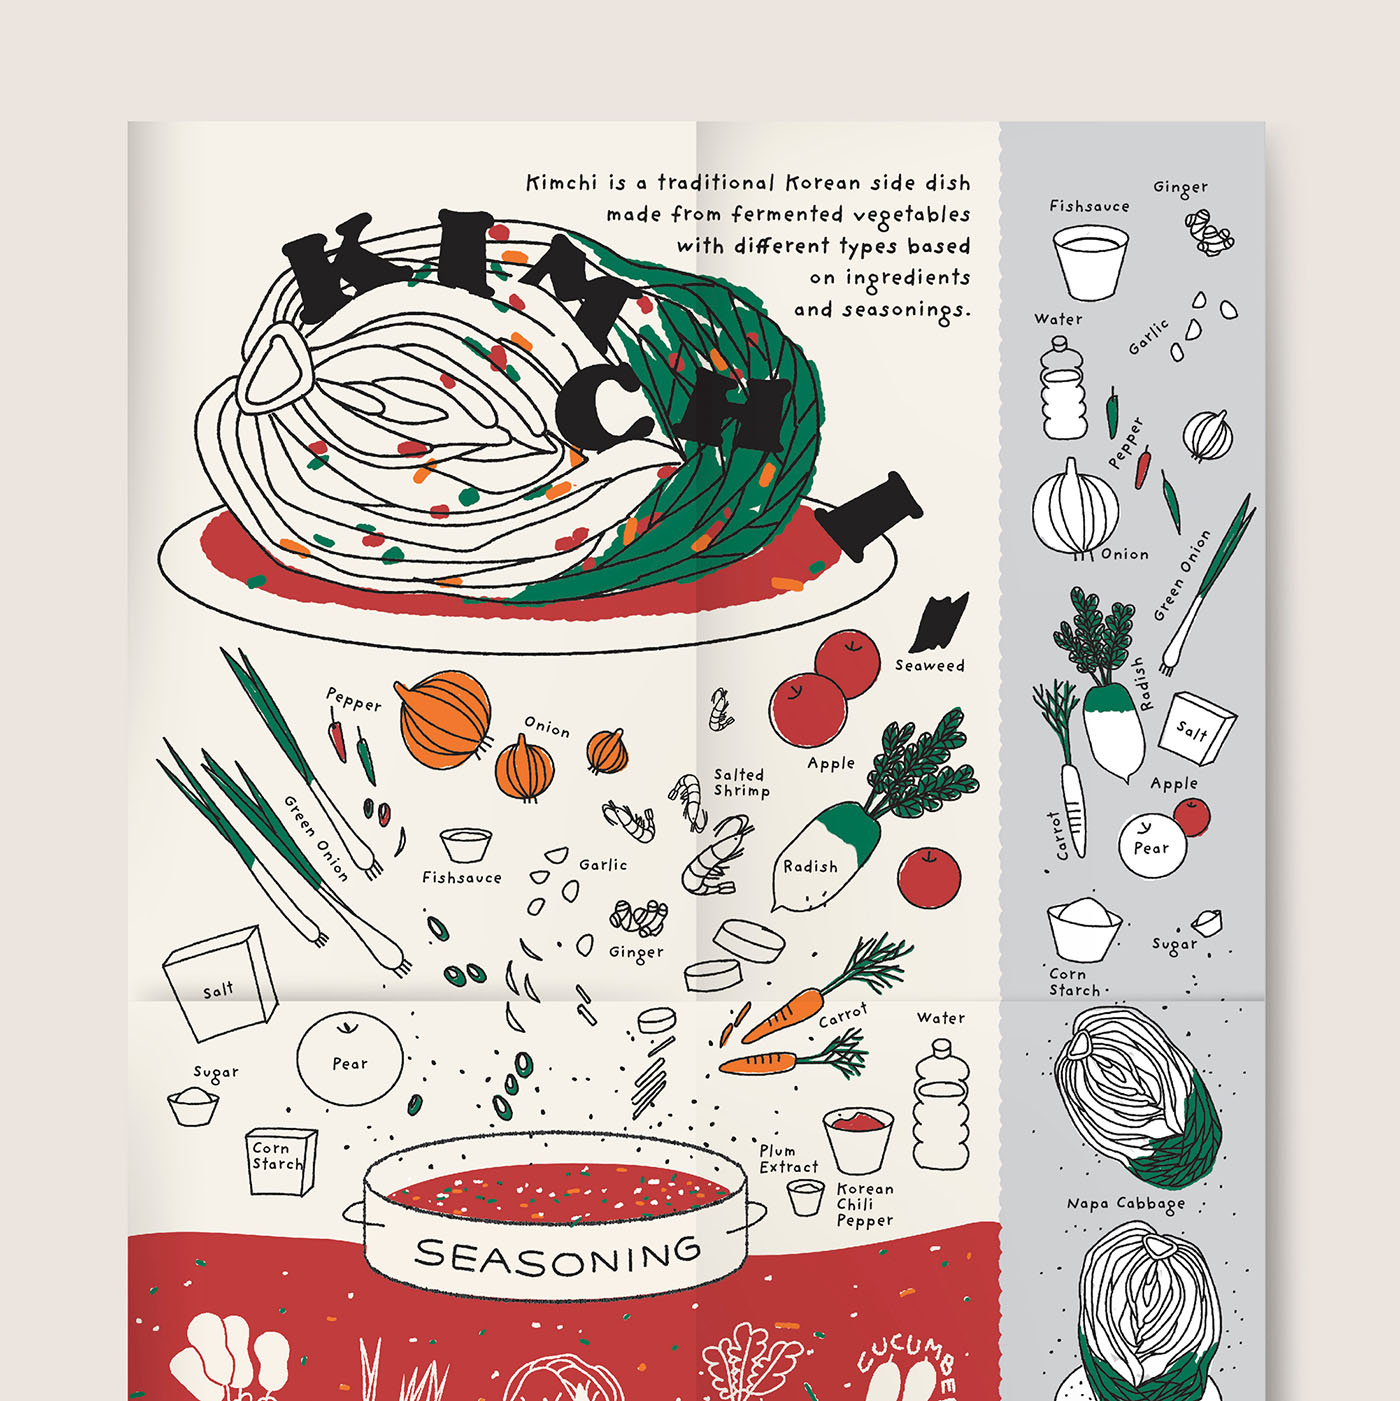 Kimchi is a traditional Korean side dish
made from fermented vegetables
with different types based
on ingredients
and seasonings.
KIMCHI
Seaweed
Pepper
Onion
Apple
Salted
Shrimp
Green Onion
Radish
Fishsauce
Garlic
Ginger
Salt
Carrot
Water
Pear
Sugar
Corn
Starch
Plum
Extract
Korean
Chili
Pepper
SEASONING
CUCUMBE
Ginger
Fishsauce
Water
Garlic
Pepper
Onion
Green Onion
Radish
Salt
Apple
Carrot
Pear
Sugar
Corn
Starch
Napa Cabbage